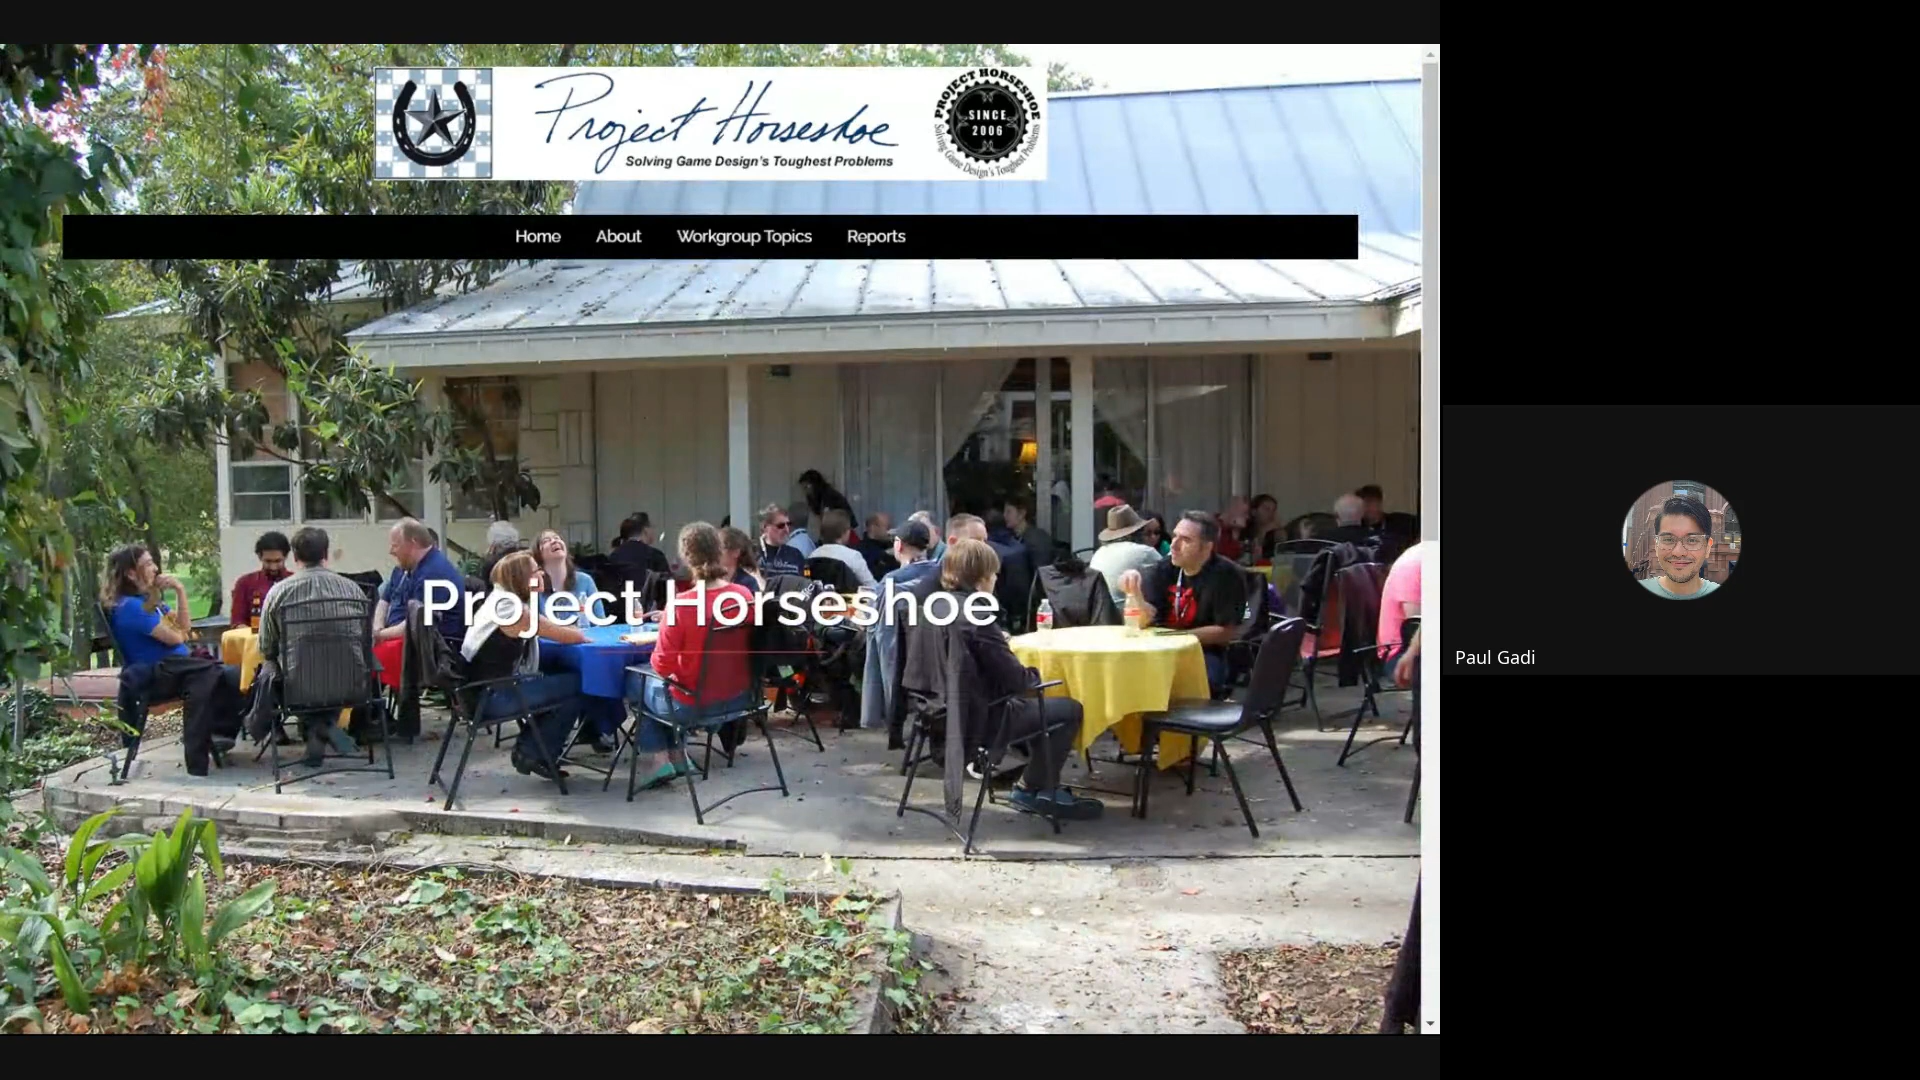 Project Horseshoe
Solving Game Design's Toughest Problems
PROJECT HORSESHOE
SINCE
2006
Solving Game Design's Toughest Problems
Home About Workgroup Topics Reports
Project Horseshoe
Paul Gadi